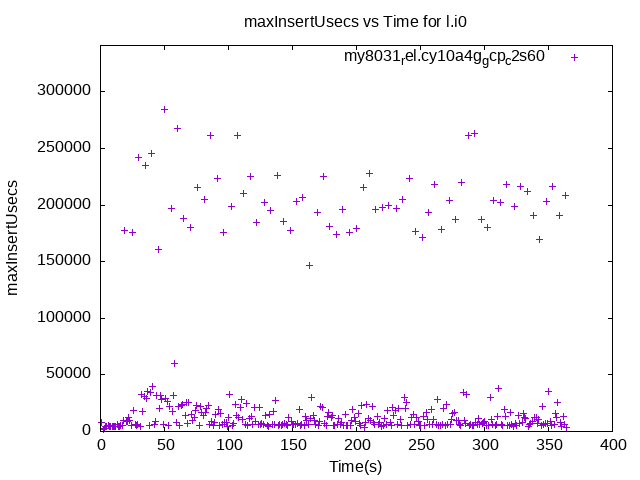 maxInsertUsecs vs Time for l.i0
my8031rel.cy10a4ggcpc2s60
300000
250000
200000
150000
100000
50000
0
maxInsertUsecs
0 50 100 150 200 250 300 350 400
Time(s)